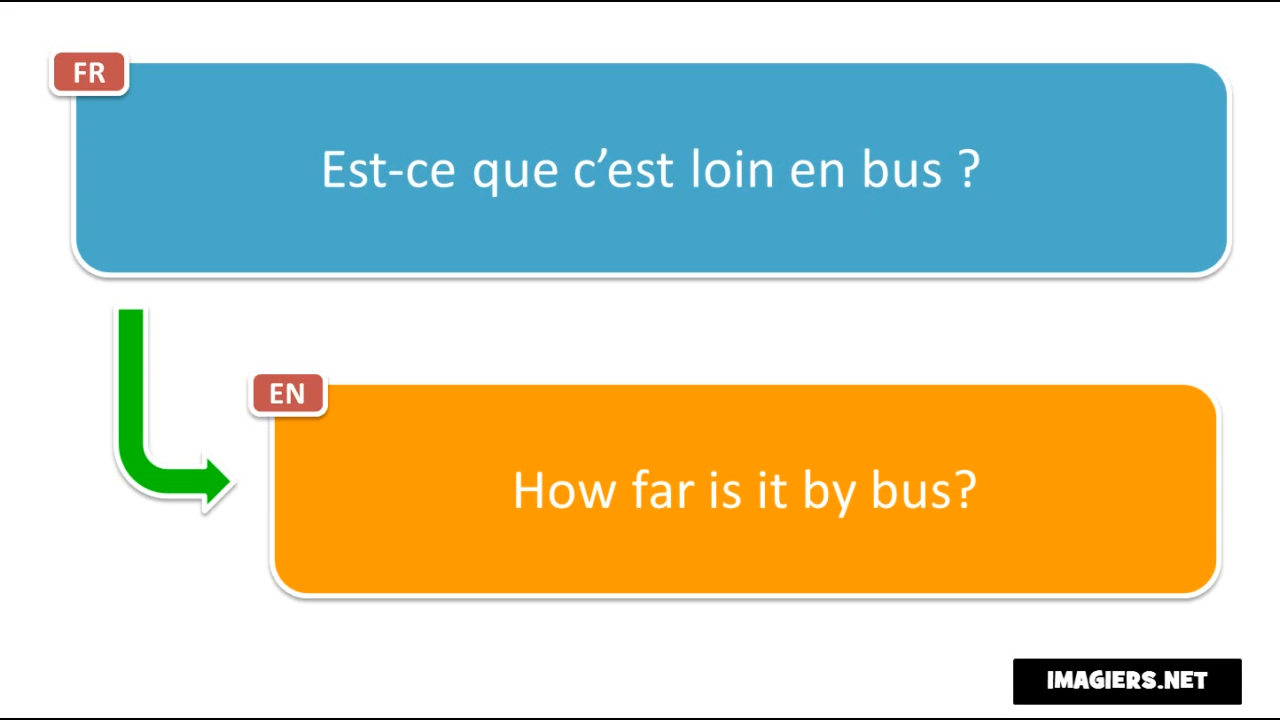 FR
Est-ce que c’est loin en bus ?
EN
How far is it by bus?
IMAGIERS.NET